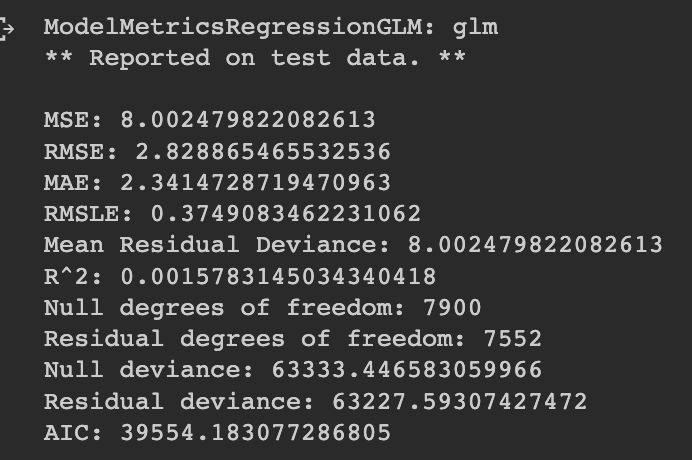 ModelMetricsRegressionGLM: glm
** Reported on test data. **
MSE: 8.002479822082613
RMSE: 2.828865465532536
MAE: 2.3414728719470963
RMSLE: 0.3749083462231062
Mean Residual Deviance: 8.002479822082613
R^2: 0.0015783145034340418
Null degrees of freedom: 7900
Residual degrees of freedom: 7552
Null deviance: 63333.446583059966
Residual deviance: 63227.59307427472
AIC: 39554.183077286805